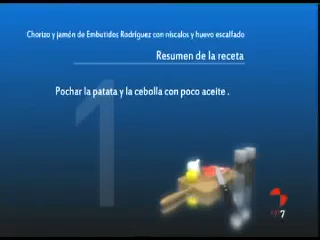 Chorizo y jamón de Embutidos Rodríguez con níscalos y huevo escalfado
Resumen de la receta
1
Pochar la patata y la cebolla con poco aceite .
7